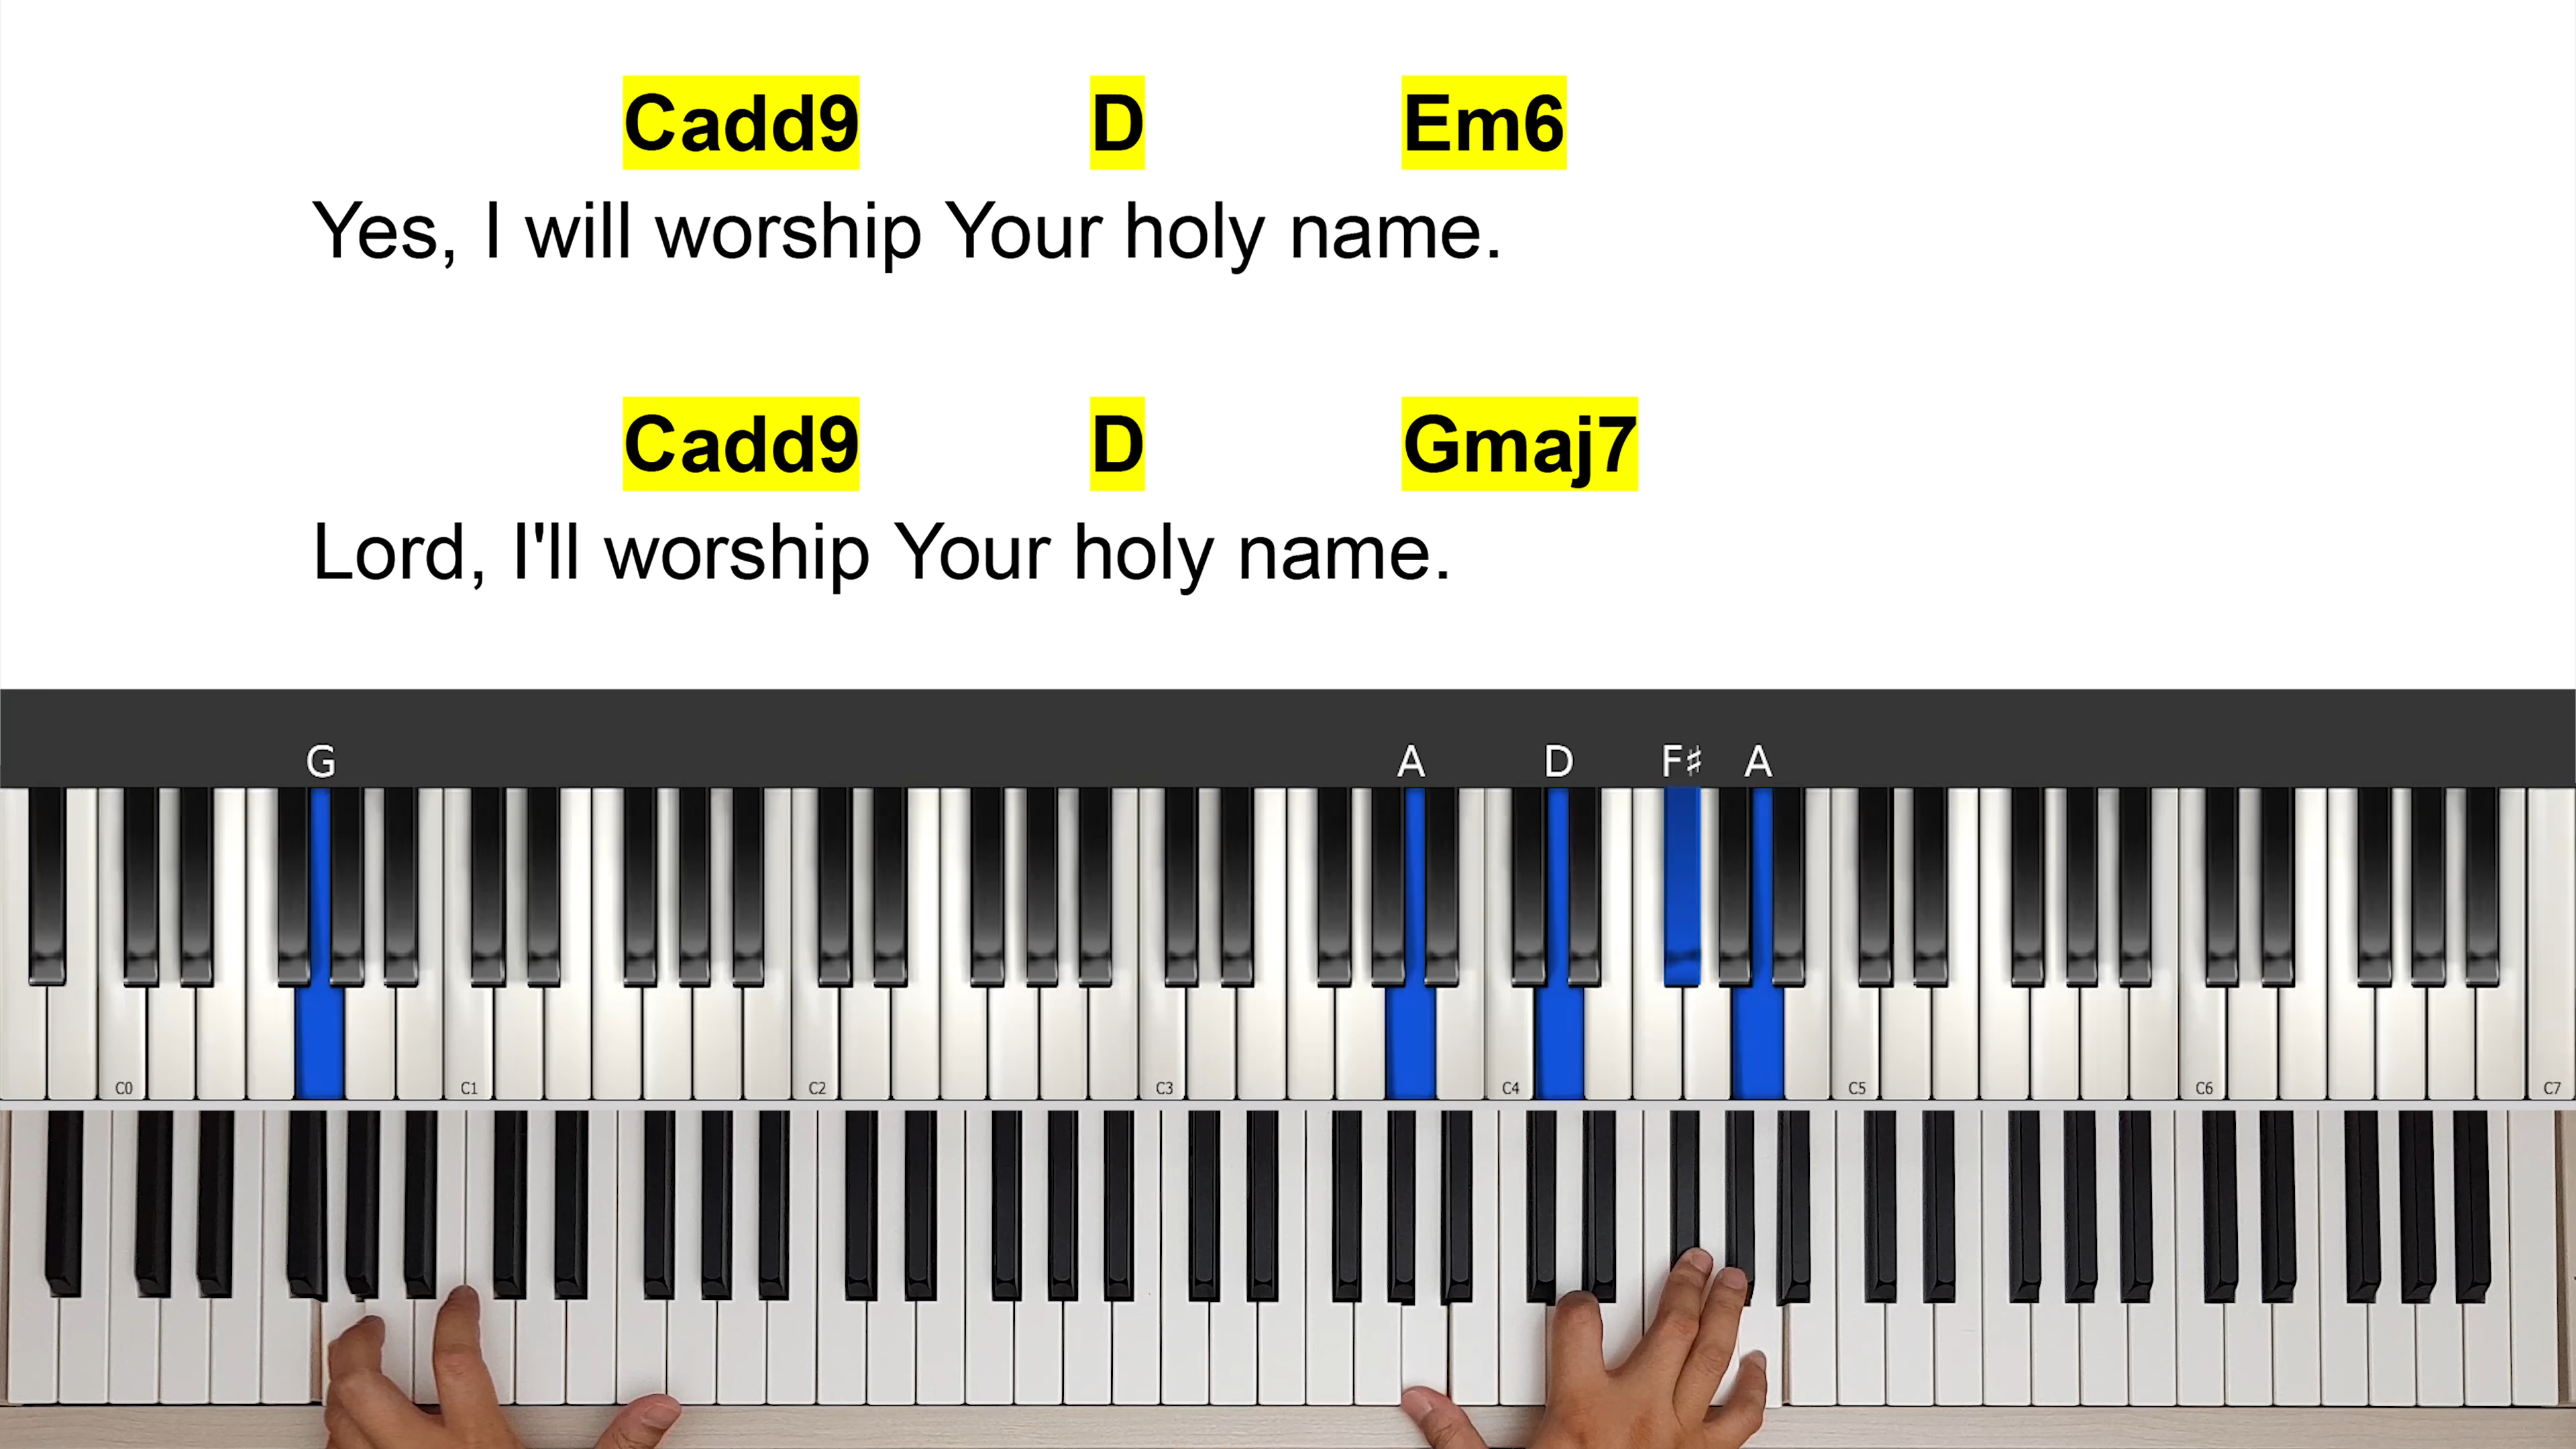 Cadd9 D Em6
Yes, I will worship Your holy name.
Cadd9 D Gmaj7
Lord, I'll worship Your holy name.
G A D F♯ A
C0 C1 C2 C3 C4 C5 C6 C7